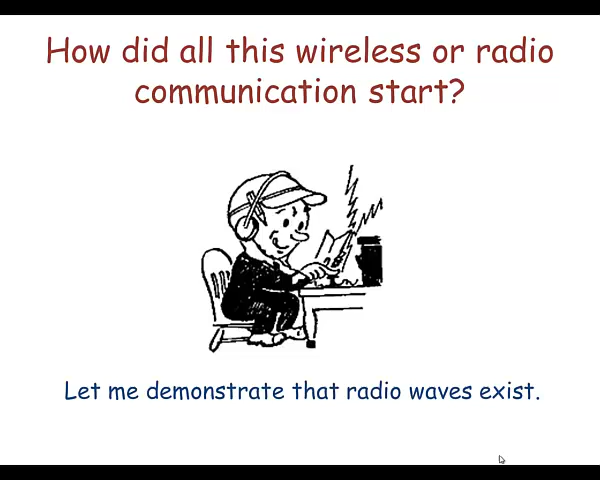 How did all this wireless or radio
communication start?
Let me demonstrate that radio waves exist.